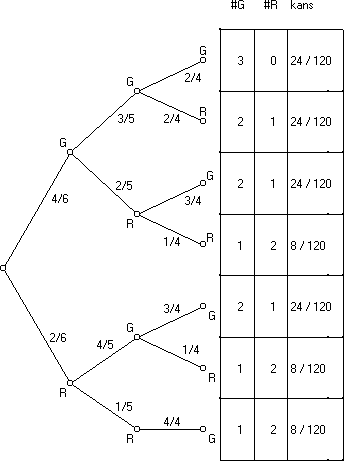 #G #R kans
G
2/4
3 0 24 / 120
G
3/5 2/4
R
2 1 24 / 120
G
4/6
2/5
G
3/4
2 1 24 / 120
R
1/4
R
1 2 8 / 120
2/6
3/4
G
2 1 24 / 120
G
4/5
1/4
R
1 2 8 / 120
R
1/5
R
4/4
G
1 2 8 / 120